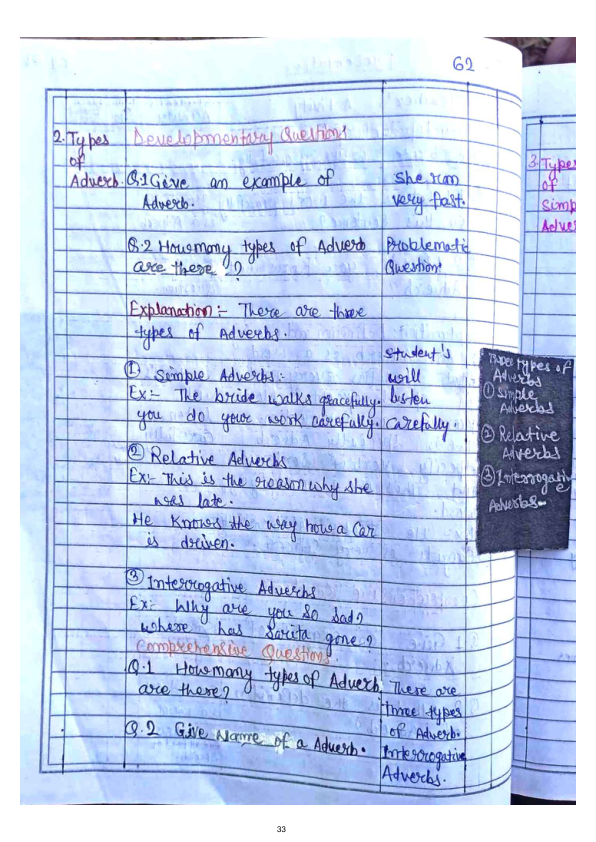 62
2. Types
of
Adverb.
Developmentary Questions
Q.1 Give an example of
Adverb.
She ran
very fast.
Q.2 How many types of Adverb
are there ??
Problematic
Question
Explanation :- There are three
types of Adverbs.
① Simple Adverbs :-
Ex:- The bride walks gracefully.
you do your work carefully.
student's
will
listen
carefully.
② Relative Adverbs
Ex:- This is the reason why she
was late.
He Knows the way how a Car
is driven.
③ Interrogative Adverbs
Ex:- Why are you so sad?
where has Sarita gone?
Comprehensive Questions.
Q.1 How many types of Adverb
are there?
There are
three types
of Adverb.
Q.2 Give Name of a Adverb.
Interrogative
Adverbs.
Three types of
Adverbs
① Simple
Adverbs
② Relative
Adverbs
③ Interrogative
Adverbs
3. Types
of
33